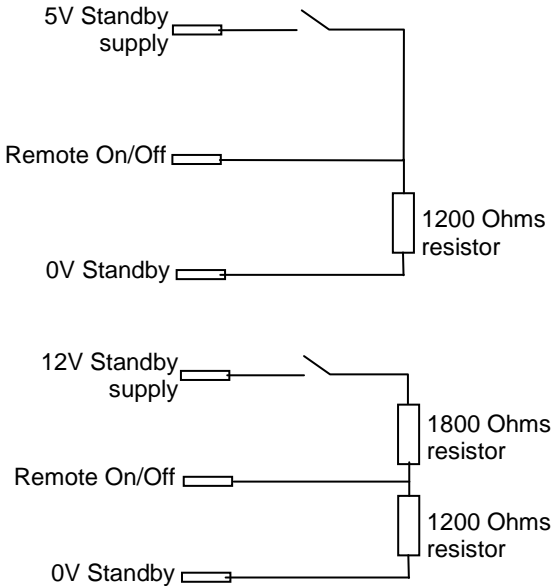 5V Standby
supply
Remote On/Off
1200 Ohms
resistor
0V Standby
12V Standby
supply
1800 Ohms
resistor
Remote On/Off
1200 Ohms
resistor
0V Standby